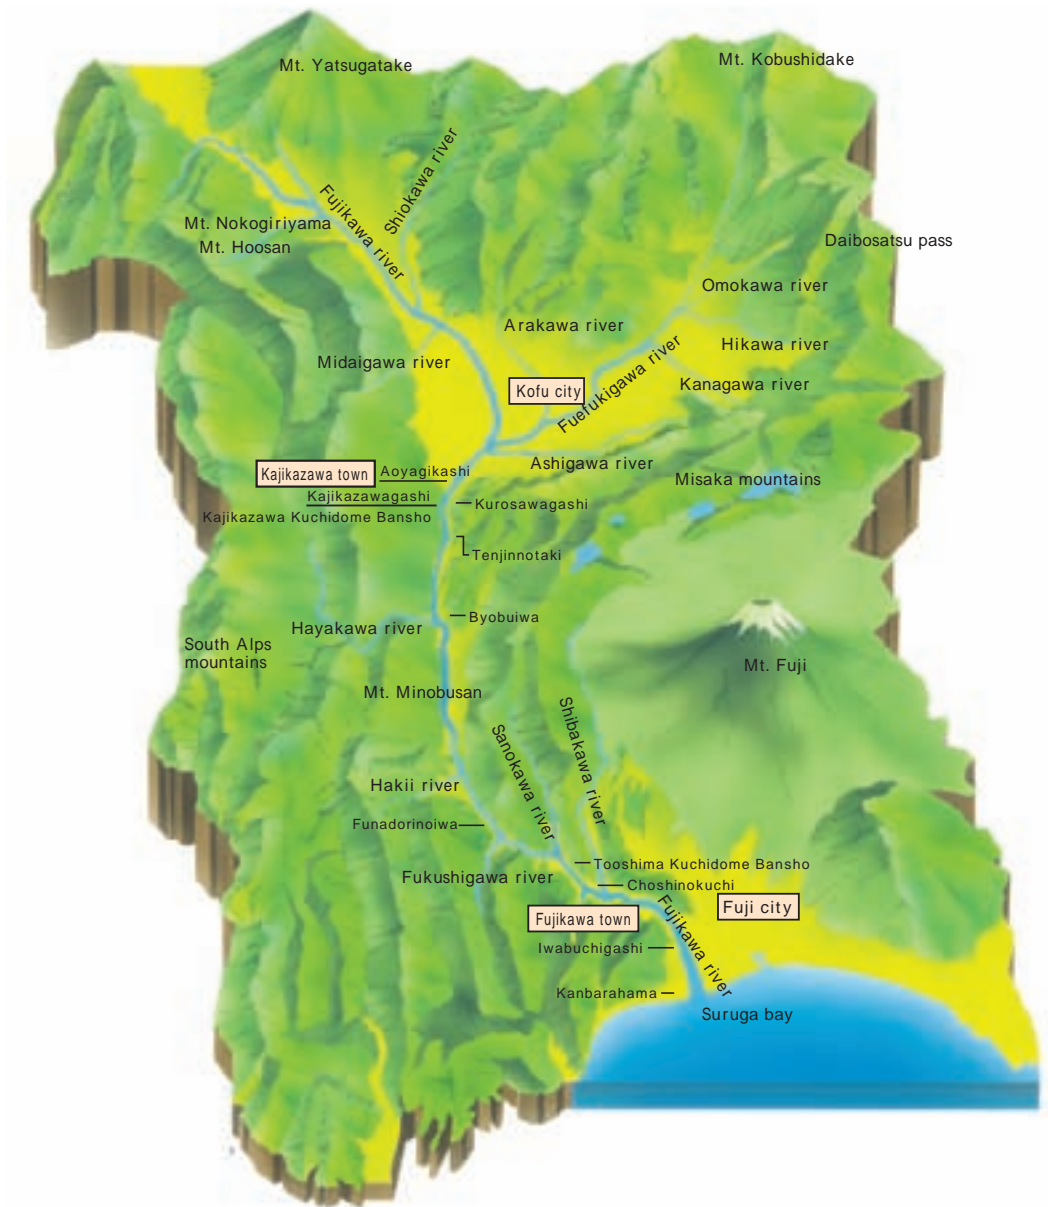 Mt. Yatsugatake
Mt. Kobushidake
Shiokawa river
Fujikawa river
Mt. Nokogiriyama
Mt. Hoosan
Daibosatsu pass
Omokawa river
Arakawa river
Hikawa river
Midaigawa river
Fuefukigawa river
Kanagawa river
Kofu city
Ashigawa river
Kajikazawa town
Aoyagikashi
Misaka mountains
Kajikazawagashi
Kurosawagashi
Kajikazawa Kuchidome Bansho
Tenjinnotaki
Byobuiwa
Hayakawa river
South Alps
mountains
Mt. Fuji
Mt. Minobusan
Shibakawa river
Sanokawa river
Hakii river
Funadorinoiwa
Tooshima Kuchidome Bansho
Fukushigawa river
Choshinokuchi
Fuji city
Fujikawa town
Fujikawa river
Iwabuchigashi
Kanbarahama
Suruga bay